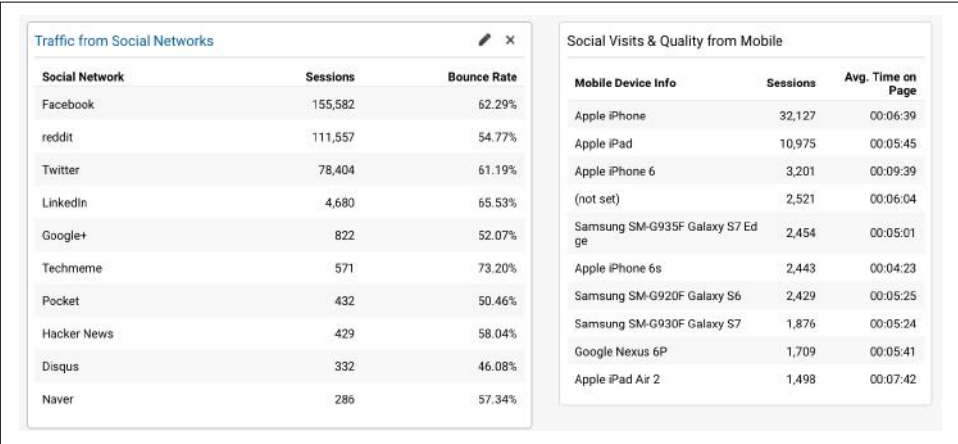 Traffic from Social Networks
Social Network Sessions Bounce Rate
Facebook 155,582 62.29%
reddit 111,557 54.77%
Twitter 78,404 61.19%
LinkedIn 4,680 65.53%
Google+ 822 52.07%
Techmeme 571 73.20%
Pocket 432 50.46%
Hacker News 429 58.04%
Disqus 332 46.08%
Naver 286 57.34%
Social Visits & Quality from Mobile
Mobile Device Info Sessions Avg. Time on
Page
Apple iPhone 32,127 00:06:39
Apple iPad 10,975 00:05:45
Apple iPhone 6 3,201 00:09:39
(not set) 2,521 00:06:04
Samsung SM-G935F Galaxy S7 Ed
ge 2,454 00:05:01
Apple iPhone 6s 2,443 00:04:23
Samsung SM-G920F Galaxy S6 2,429 00:05:25
Samsung SM-G930F Galaxy S7 1,876 00:05:24
Google Nexus 6P 1,709 00:05:41
Apple iPad Air 2 1,498 00:07:42